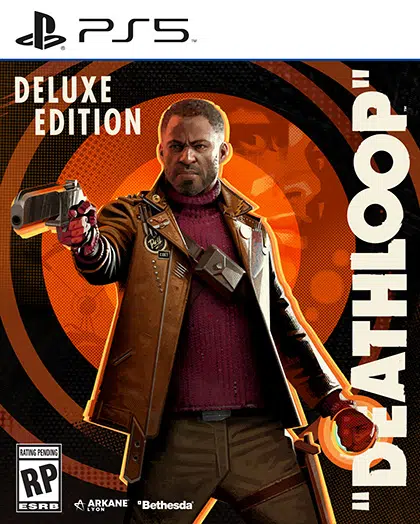 PS5
DELUXE
EDITION
"DEATHLOOP"
RATING PENDING
RP
ESRB
ARKANE
LYON
Bethesda